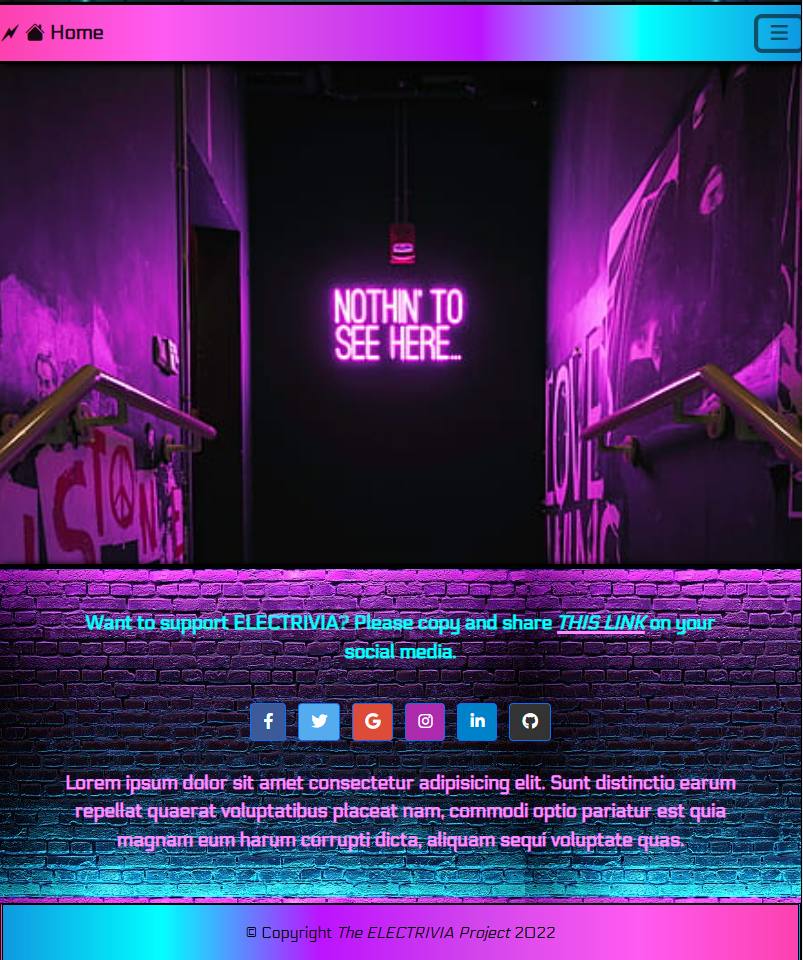 Home
NOTHIN' TO
SEE HERE...
LOVE
STONE
Want to support ELECTRIVIA? Please copy and share THIS LINK on your
social media.
Lorem ipsum dolor sit amet consectetur adipisicing elit. Sunt distinctio earum
repellat quaerat voluptatibus placeat nam, commodi optio pariatur est quia
magnam eum harum corrupti dicta, aliquam sequi voluptate quas.
© Copyright The ELECTRIVIA Project 2022